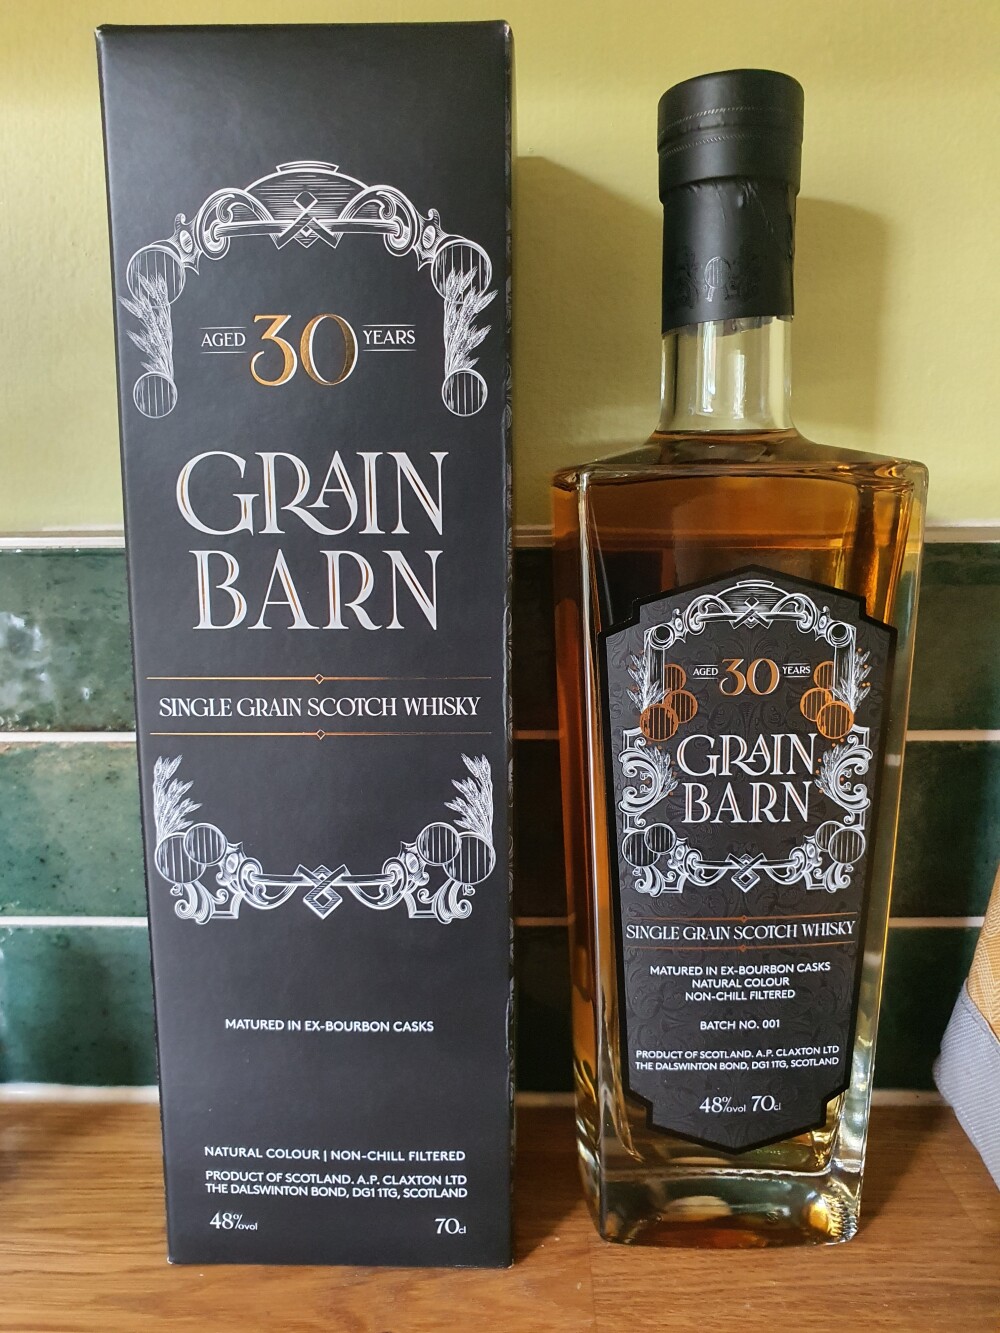 AGED 30 YEARS
GRAIN
BARN
SINGLE GRAIN SCOTCH WHISKY
MATURED IN EX-BOURBON CASKS
NATURAL COLOUR | NON-CHILL FILTERED
PRODUCT OF SCOTLAND. A.P. CLAXTON LTD
THE DALSWINTON BOND, DG1 1TG, SCOTLAND
48%vol 70cl
AGED 30 YEARS
GRAIN
BARN
SINGLE GRAIN SCOTCH WHISKY
MATURED IN EX-BOURBON CASKS
NATURAL COLOUR
NON-CHILL FILTERED
BATCH NO. 001
PRODUCT OF SCOTLAND. A.P. CLAXTON LTD
THE DALSWINTON BOND, DG1 1TG, SCOTLAND
48%vol 70cl